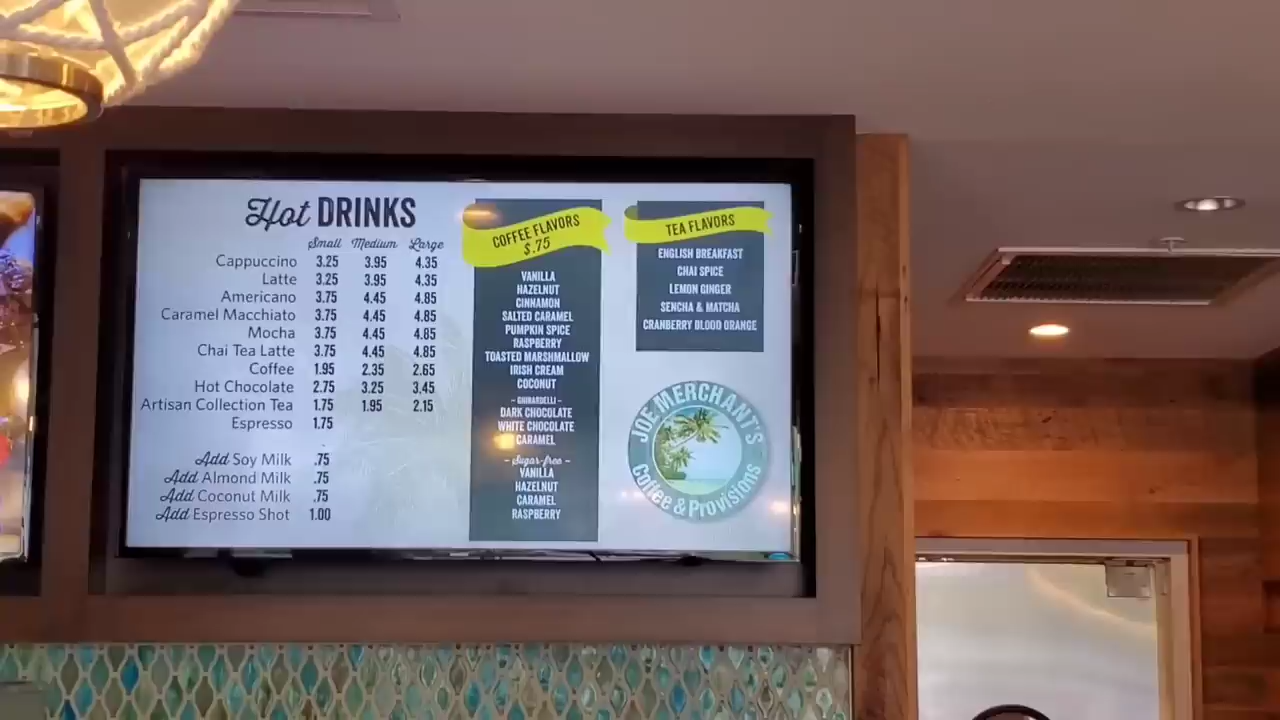 Hot DRINKS
Small Medium Large
Cappuccino 3.25 3.95 4.35
Latte 3.25 3.95 4.35
Americano 3.75 4.45 4.85
Caramel Macchiato 3.75 4.45 4.85
Mocha 3.75 4.45 4.85
Chai Tea Latte 3.75 4.45 4.85
Coffee 1.95 2.35 2.65
Hot Chocolate 2.75 3.25 3.45
Artisan Collection Tea 1.75 1.95 2.15
Espresso 1.75
Add Soy Milk .75
Add Almond Milk .75
Add Coconut Milk .75
Add Espresso Shot 1.00
COFFEE FLAVORS
$.75
VANILLA
HAZELNUT
CINNAMON
SALTED CARAMEL
PUMPKIN SPICE
RASPBERRY
TOASTED MARSHMALLOW
IRISH CREAM
COCONUT
- GHIRARDELLI -
DARK CHOCOLATE
WHITE CHOCOLATE
CARAMEL
- Sugar-free -
VANILLA
HAZELNUT
CARAMEL
RASPBERRY
TEA FLAVORS
ENGLISH BREAKFAST
CHAI SPICE
LEMON GINGER
SENCHA & MATCHA
CRANBERRY BLOOD ORANGE
JOE MERCHANT'S
Coffee & Provisions